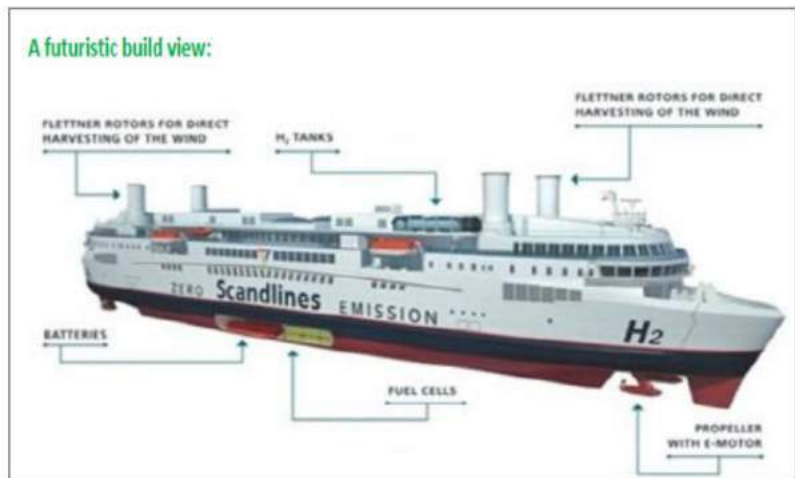 A futuristic build view:
FLETTNER ROTORS FOR DIRECT
HARVESTING OF THE WIND
H₂ TANKS
FLETTNER ROTORS FOR DIRECT
HARVESTING OF THE WIND
ZERO Scandlines EMISSION
H2
BATTERIES
FUEL CELLS
PROPELLER
WITH E-MOTOR